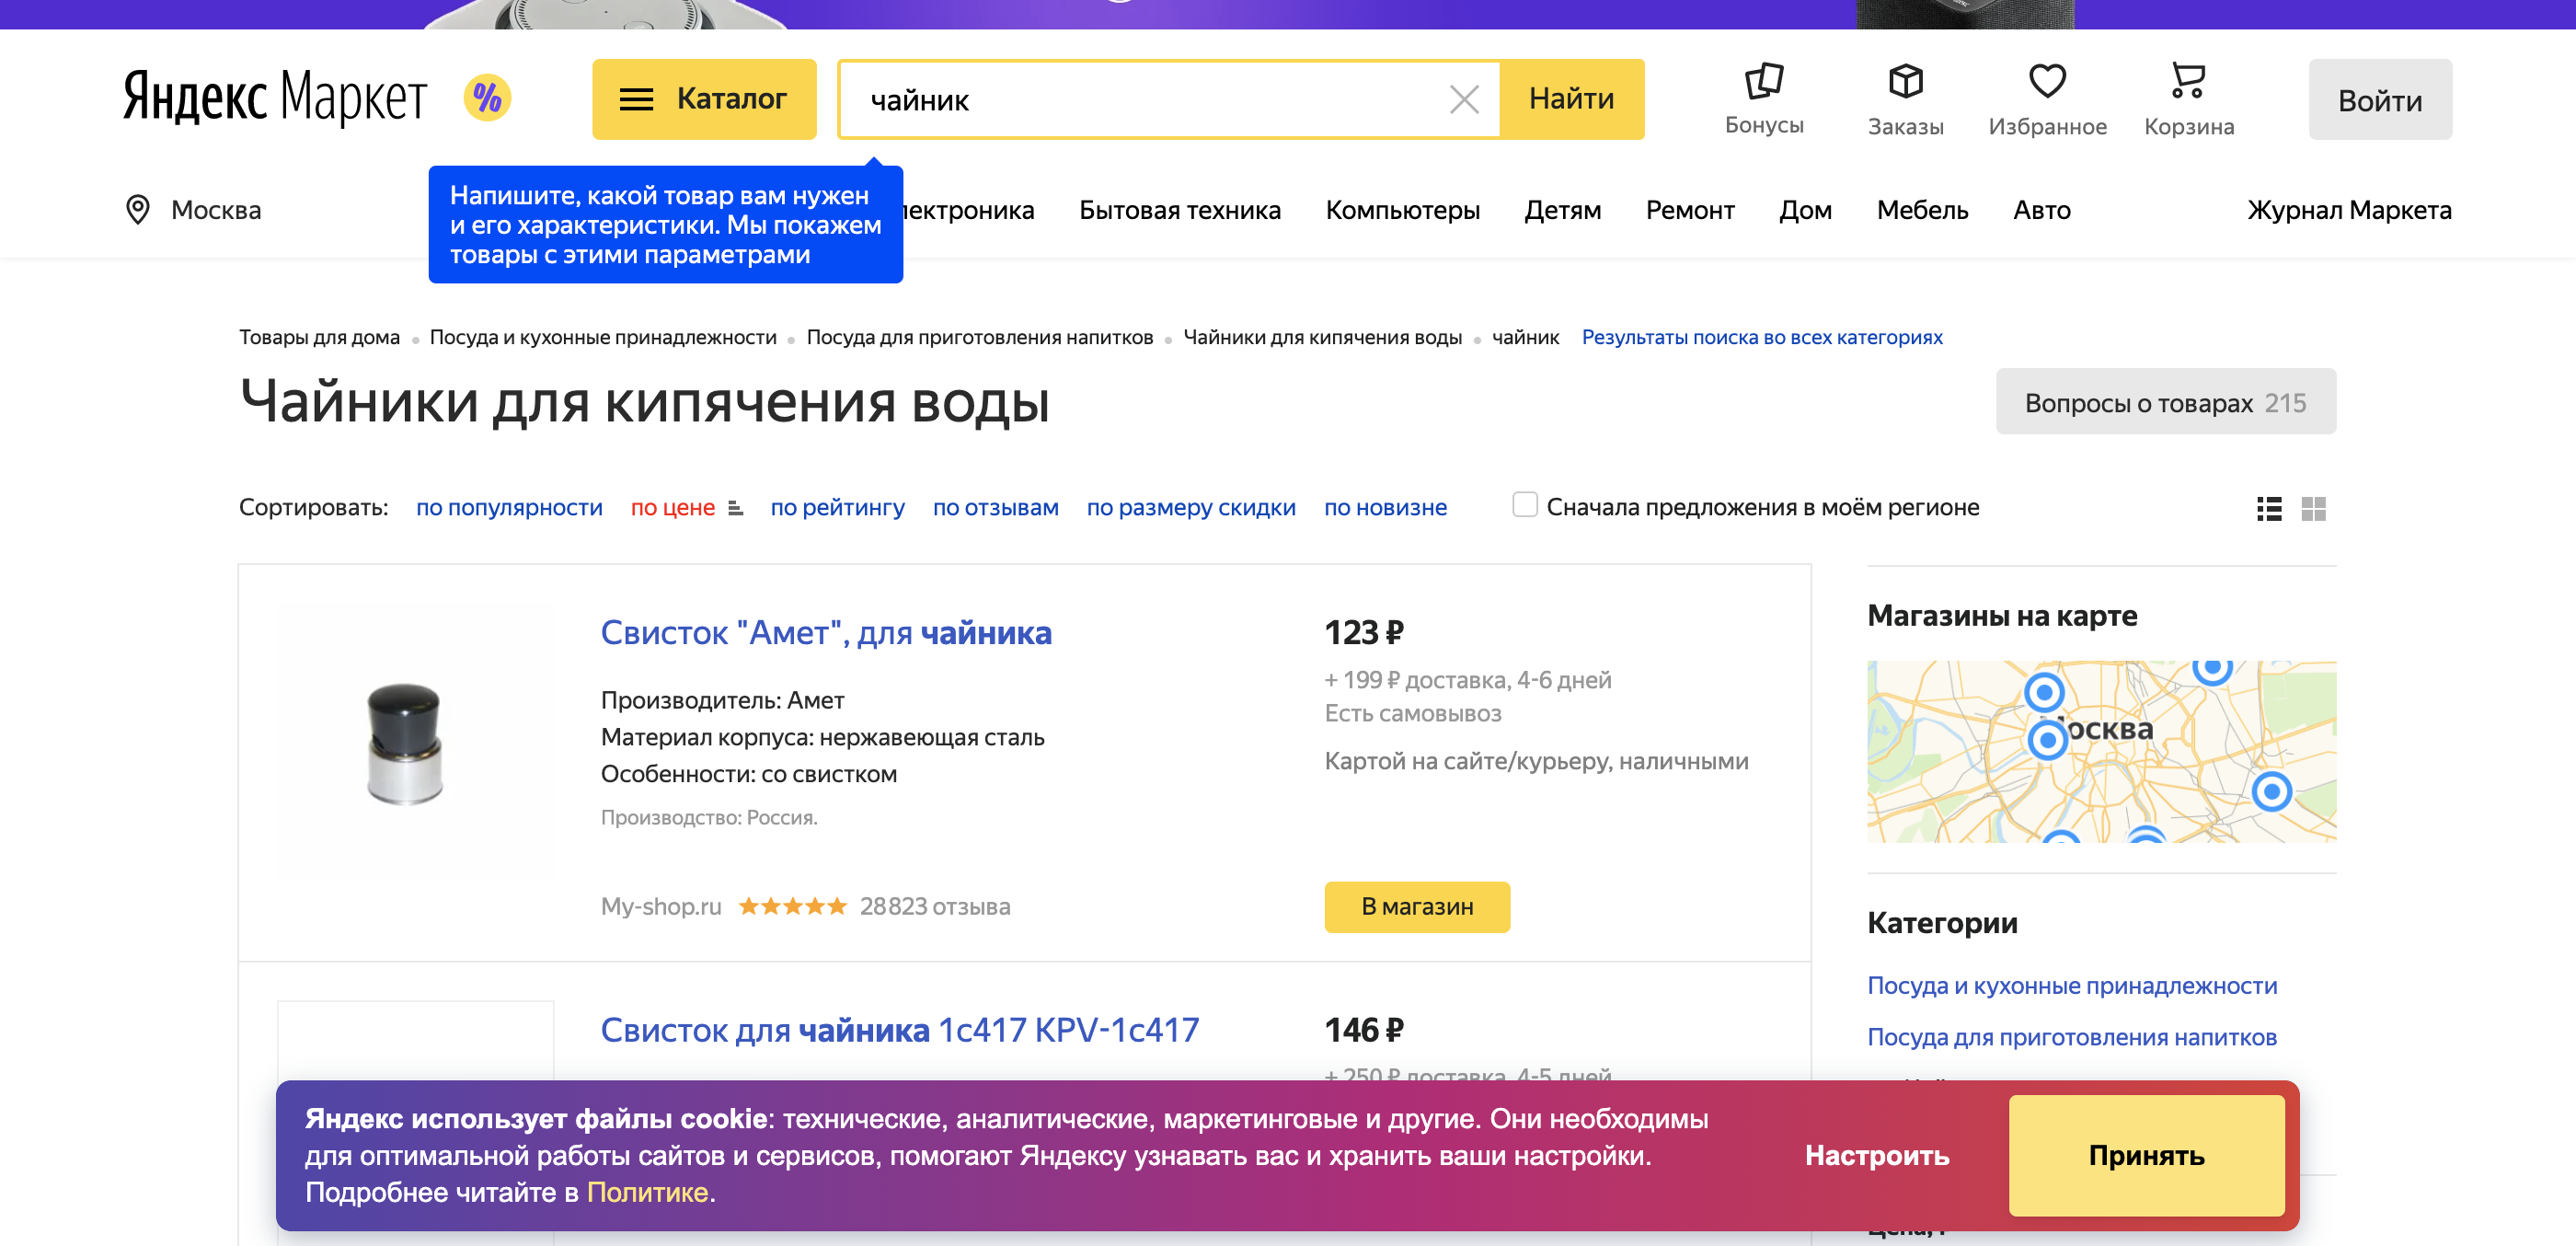 Яндекс Маркет
%
Каталог
чайник
Найти
Бонусы
Заказы
Избранное
Корзина
Войти
Москва
Напишите, какой товар вам нужен
и его характеристики. Мы покажем
товары с этими параметрами
лектроника
Бытовая техника
Компьютеры
Детям
Ремонт
Дом
Мебель
Авто
Журнал Маркета
Товары для дома • Посуда и кухонные принадлежности • Посуда для приготовления напитков • Чайники для кипячения воды • чайник Результаты поиска во всех категориях
Чайники для кипячения воды
Вопросы о товарах 215
Сортировать: по популярности по цене по рейтингу по отзывам по размеру скидки по новизне
Сначала предложения в моём регионе
Свисток "Амет", для чайника
Производитель: Амет
Материал корпуса: нержавеющая сталь
Особенности: со свистком
Производство: Россия.
My-shop.ru 28 823 отзыва
123 ₽
+ 199 ₽ доставка, 4-6 дней
Есть самовывоз
Картой на сайте/курьеру, наличными
В магазин
Магазины на карте
Москва
Категории
Посуда и кухонные принадлежности
Посуда для приготовления напитков
Свисток для чайника 1с417 KPV-1с417
146 ₽
+ 250 ₽ доставка, 4-5 дней
Яндекс использует файлы cookie: технические, аналитические, маркетинговые и другие. Они необходимы
для оптимальной работы сайтов и сервисов, помогают Яндексу узнавать вас и хранить ваши настройки.
Подробнее читайте в Политике.
Настроить
Принять